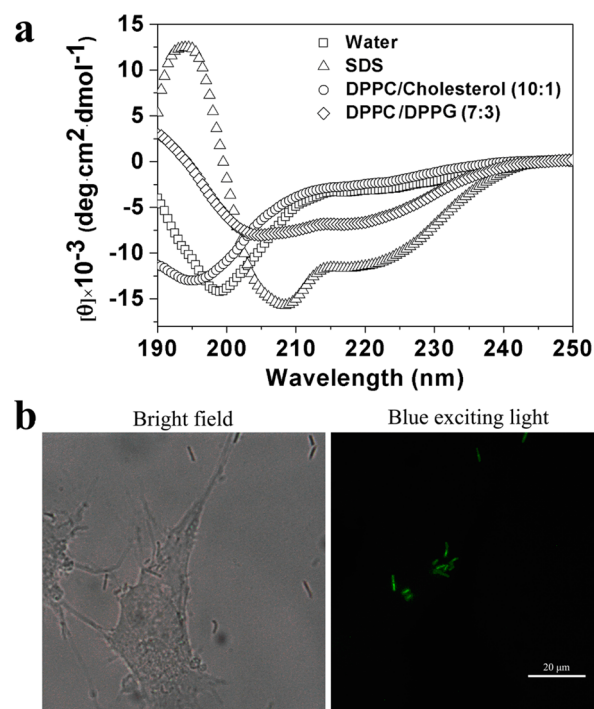 a
15
10
5
0
-5
-10
-15
[θ]×10⁻³ (deg·cm²·dmol⁻¹)
Water
SDS
DPPC/Cholesterol (10:1)
DPPC/DPPG (7:3)
190 200 210 220 230 240 250
Wavelength (nm)
b
Bright field Blue exciting light
20 μm